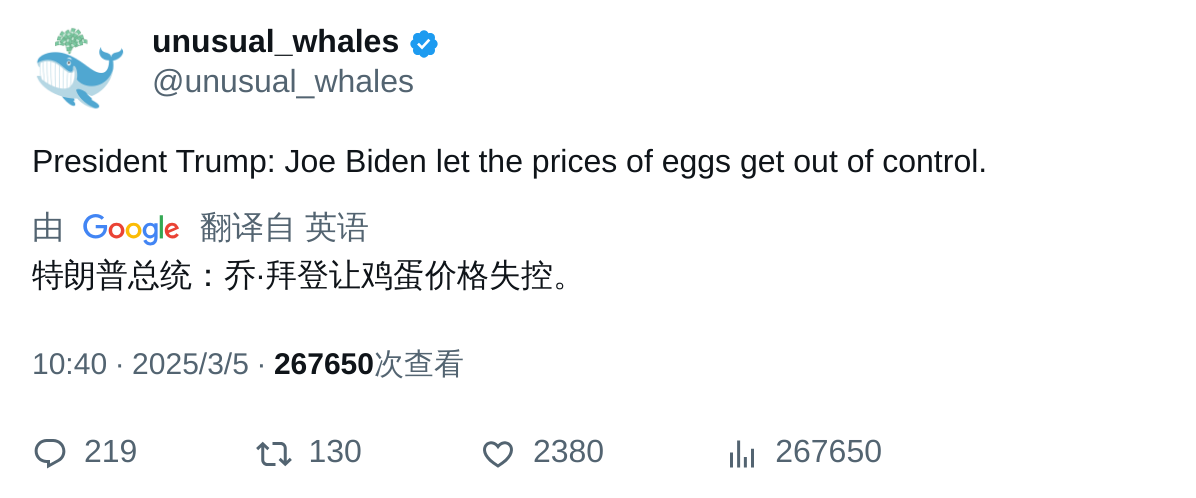 unusual_whales
@unusual_whales
President Trump: Joe Biden let the prices of eggs get out of control.
由 Google 翻译自 英语
特朗普总统：乔·拜登让鸡蛋价格失控。
10:40 · 2025/3/5 · 267650次查看
219 130 2380 267650